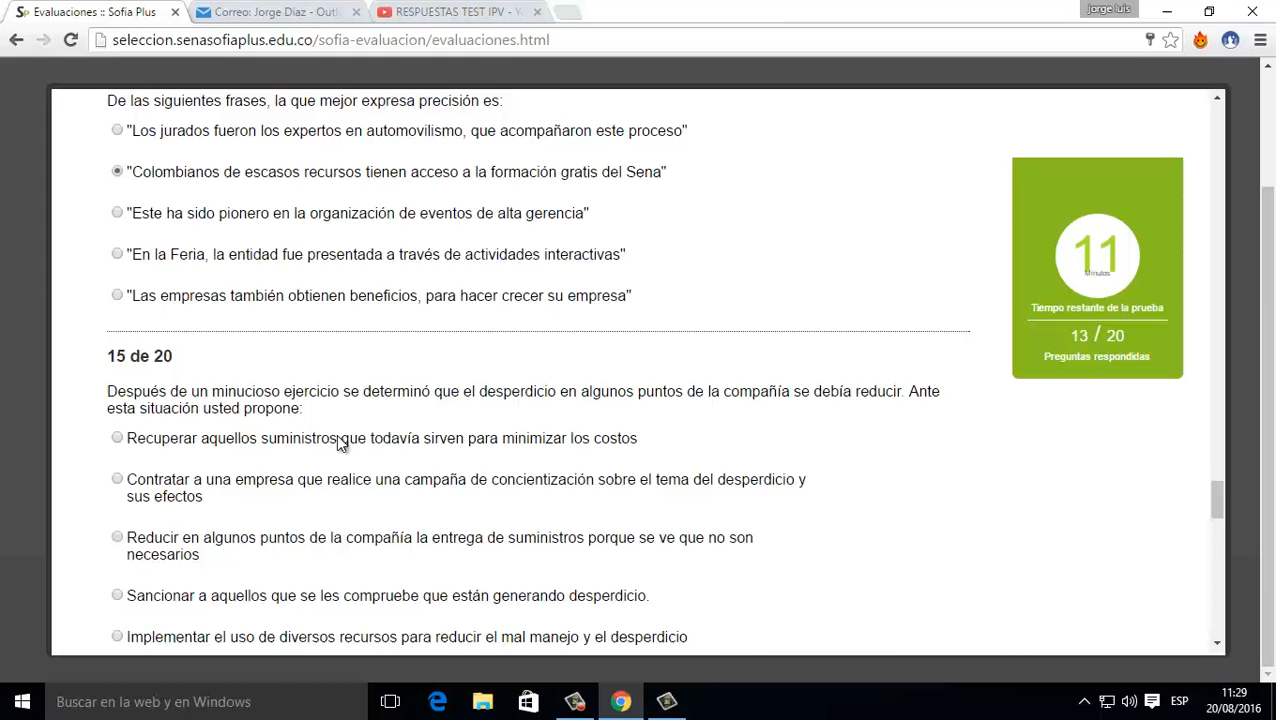 Evaluaciones :: Sofia Plus
Correo: Jorge Diaz - Outl
RESPUESTAS TEST IPV - Y
jorge luis
seleccion.senasofiaplus.edu.co/sofia-evaluacion/evaluaciones.html
De las siguientes frases, la que mejor expresa precisión es:
"Los jurados fueron los expertos en automovilismo, que acompañaron este proceso"
"Colombianos de escasos recursos tienen acceso a la formación gratis del Sena"
"Este ha sido pionero en la organización de eventos de alta gerencia"
"En la Feria, la entidad fue presentada a través de actividades interactivas"
"Las empresas también obtienen beneficios, para hacer crecer su empresa"
11
Minutos
Tiempo restante de la prueba
13 / 20
Preguntas respondidas
15 de 20
Después de un minucioso ejercicio se determinó que el desperdicio en algunos puntos de la compañía se debía reducir. Ante
esta situación usted propone:
Recuperar aquellos suministros que todavía sirven para minimizar los costos
Contratar a una empresa que realice una campaña de concientización sobre el tema del desperdicio y
sus efectos
Reducir en algunos puntos de la compañía la entrega de suministros porque se ve que no son
necesarios
Sancionar a aquellos que se les compruebe que están generando desperdicio.
Implementar el uso de diversos recursos para reducir el mal manejo y el desperdicio
Buscar en la web y en Windows
ESP
11:29
20/08/2016